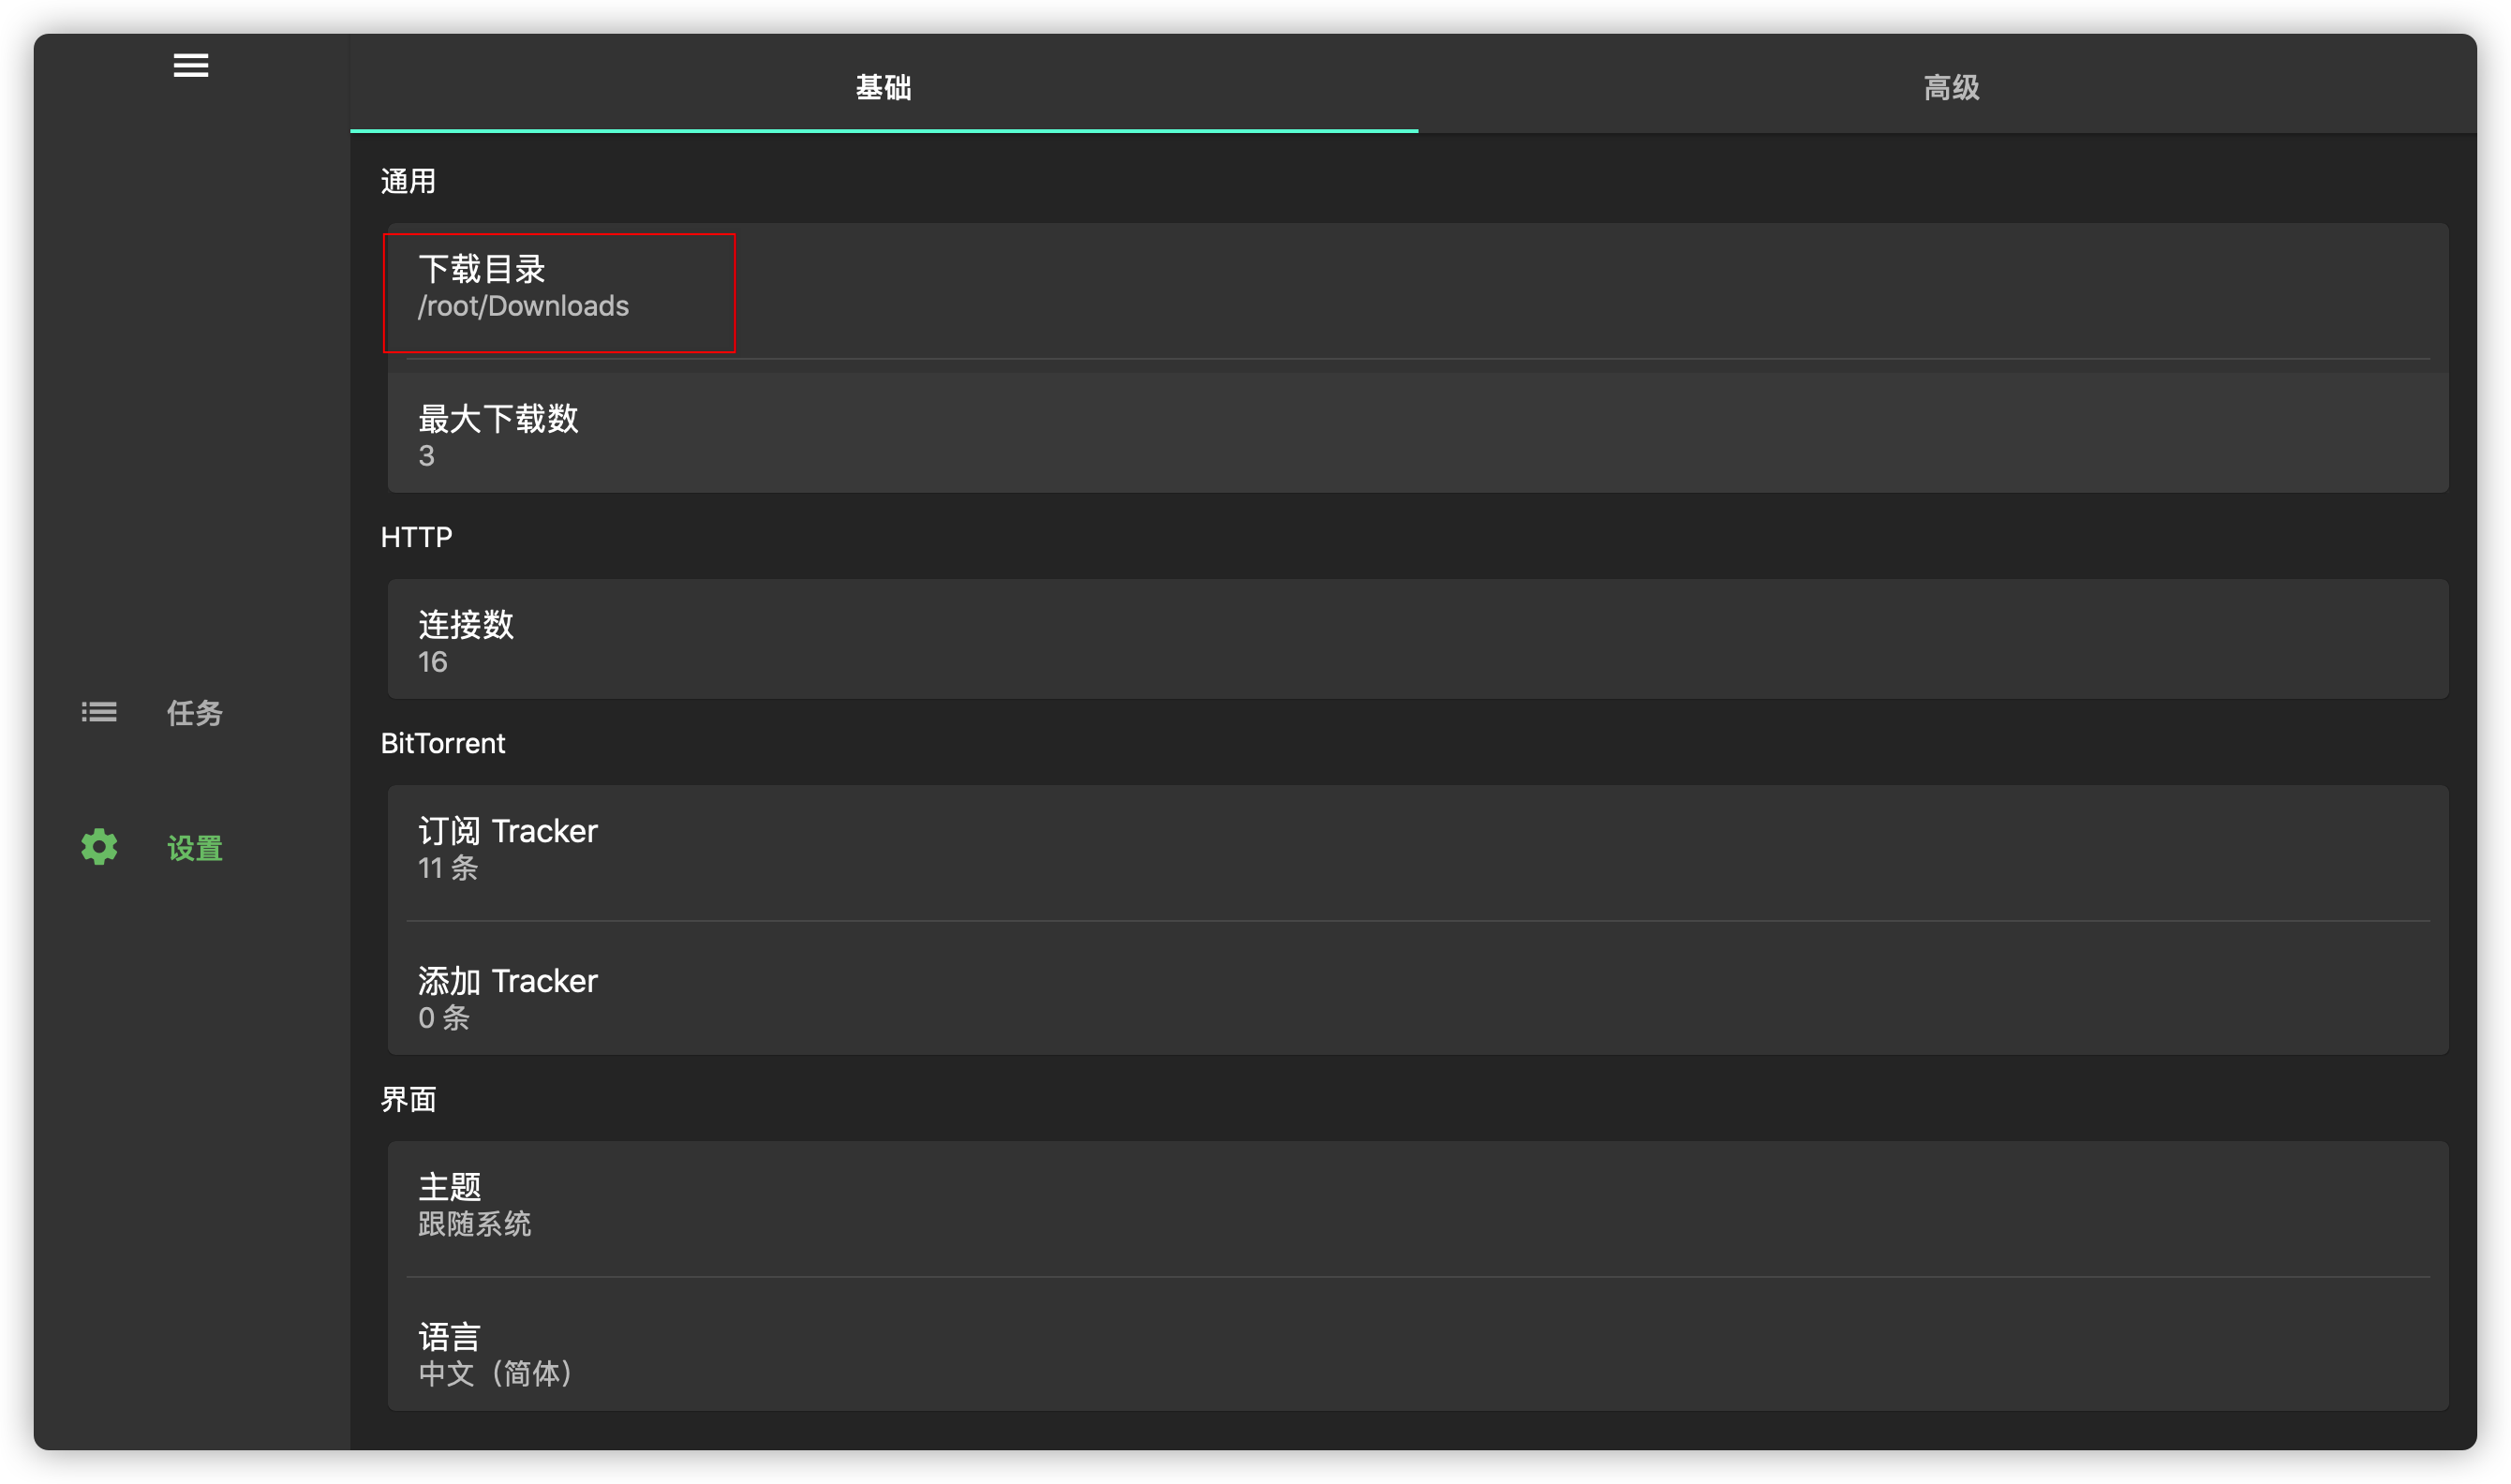 基础
高级
通用
下载目录
/root/Downloads
最大下载数
3
HTTP
连接数
16
任务
BitTorrent
订阅 Tracker
设置
11 条
添加 Tracker
0 条
界面
主题
跟随系统
语言
中文（简体）